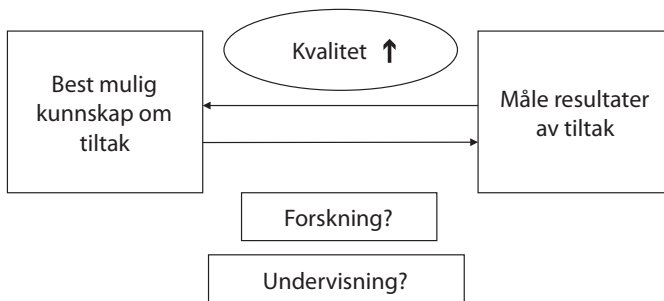 Kvalitet ↑
Best mulig
kunnskap om
tiltak
Måle resultater
av tiltak
Forskning?
Undervisning?